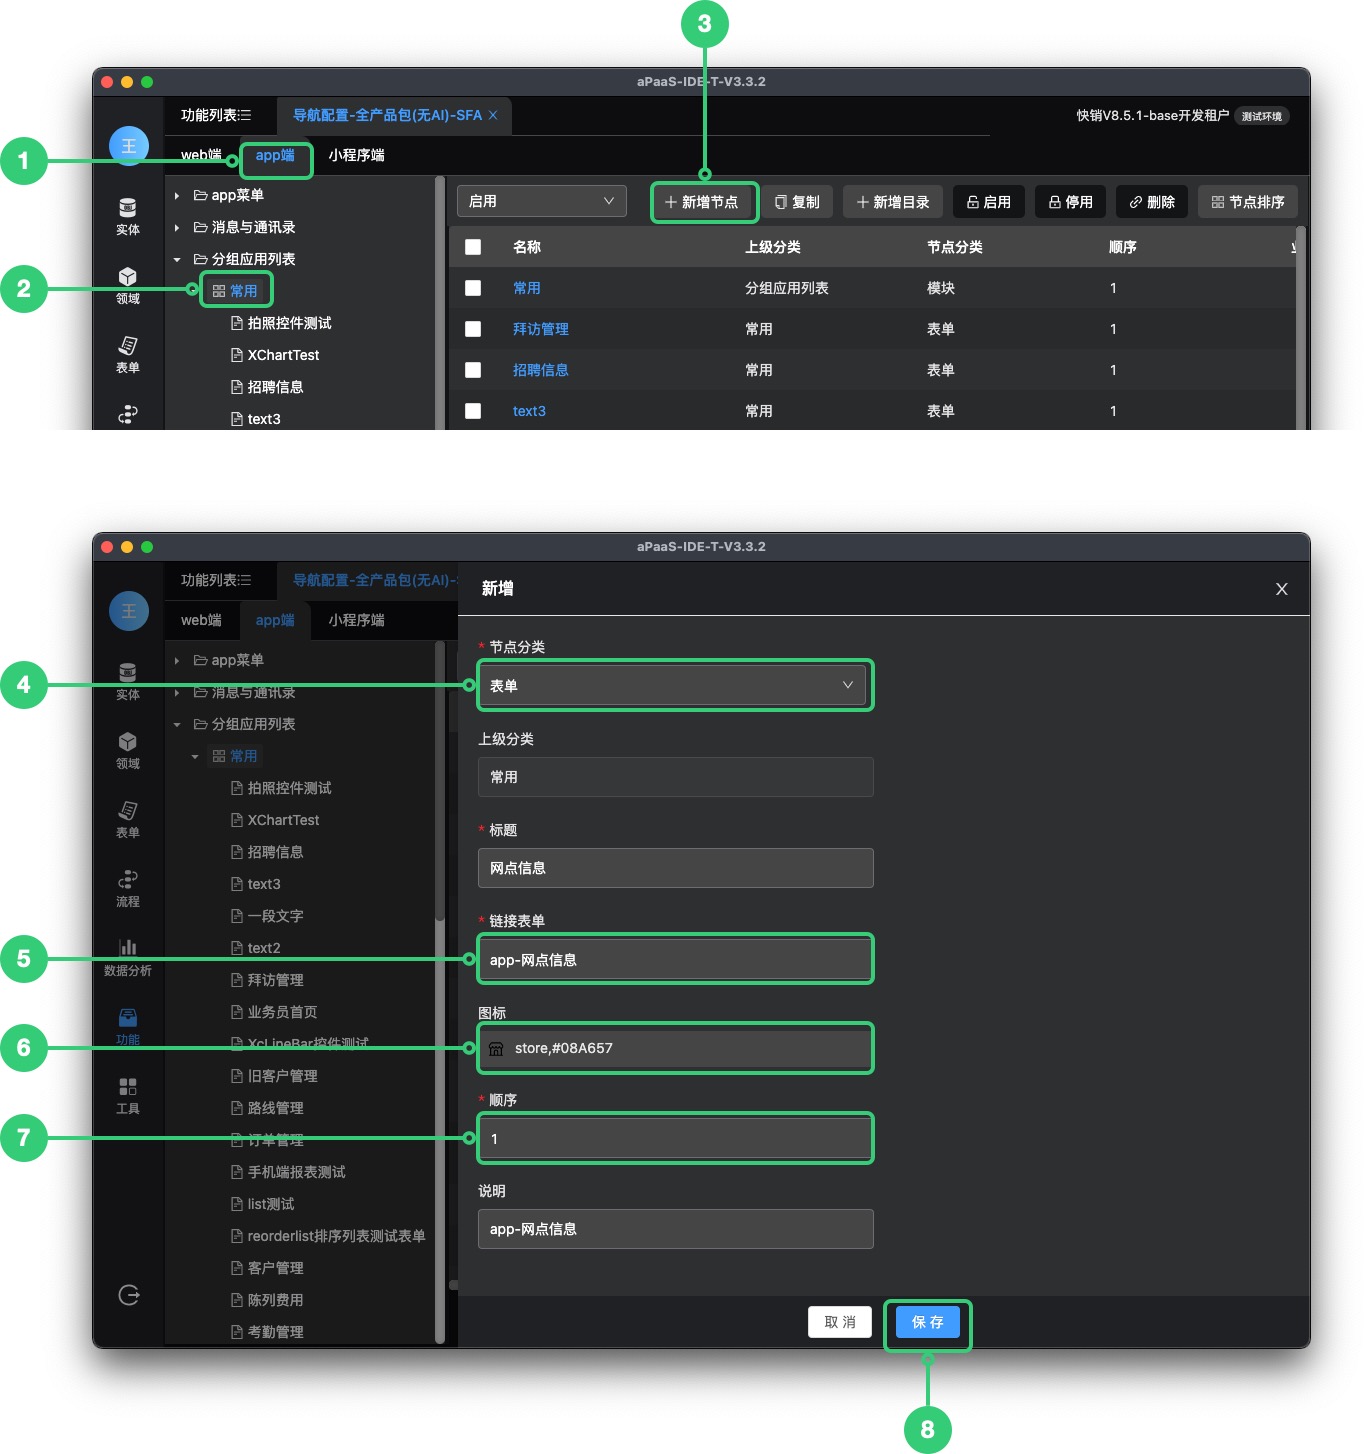 3
aPaaS-IDE-T-V3.3.2
功能列表
导航配置-全产品包(无AI)-SFA
快销V8.5.1-base开发租户 测试环境
王
1
web端 app端 小程序端
app菜单
启用
新增节点 复制 新增目录 启用 停用 删除 节点排序
实体
消息与通讯录
名称 上级分类 节点分类 顺序
分组应用列表
2
领域
常用
常用 分组应用列表 模块 1
拍照控件测试
拜访管理 常用 表单 1
XChartTest
表单
招聘信息 常用 表单 1
招聘信息
text3 常用 表单 1
text3
aPaaS-IDE-T-V3.3.2
功能列表
导航配置-全产品包(无AI)-
新增
王
web端 app端 小程序端
节点分类
app菜单
4
实体
消息与通讯录
表单
分组应用列表
上级分类
领域
常用
常用
拍照控件测试
XChartTest
表单
标题
招聘信息
网点信息
text3
流程
一段文字
链接表单
text2
5
数据分析
app-网点信息
拜访管理
业务员首页
图标
功能
6
XcLineBar控件测试
store,#08A657
旧客户管理
工具
路线管理
顺序
7
订单管理
1
手机端报表测试
说明
list测试
app-网点信息
reorderlist排序列表测试表单
客户管理
陈列费用
考勤管理
取 消 保 存
8